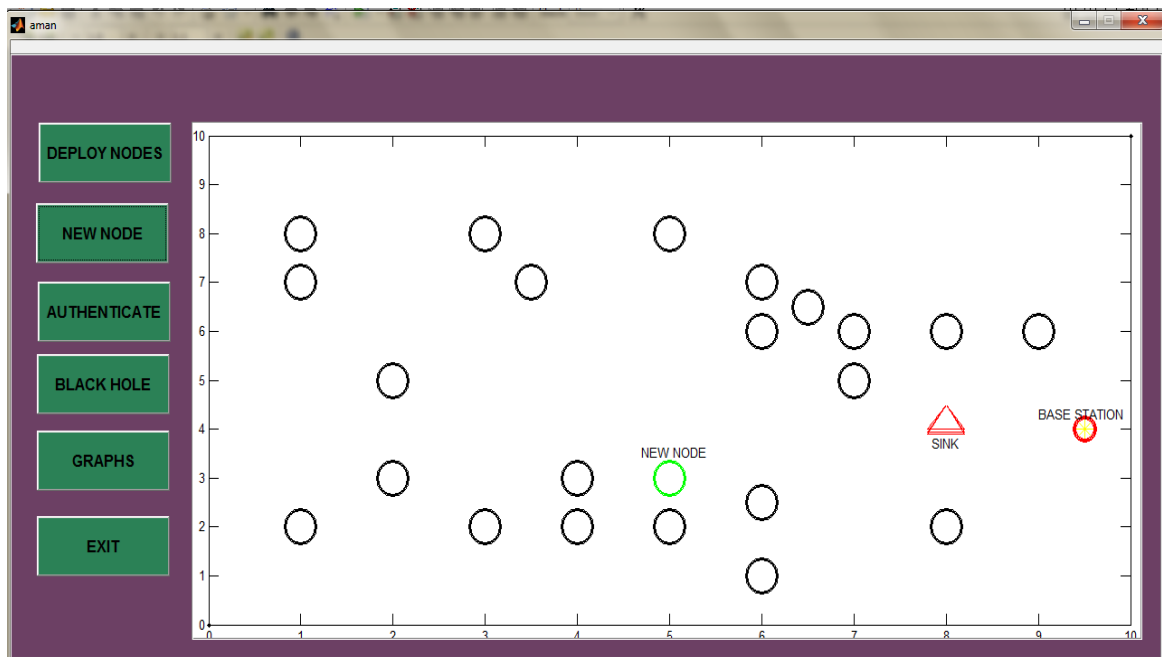 aman
DEPLOY NODES
NEW NODE
AUTHENTICATE
BLACK HOLE
GRAPHS
EXIT
10
9
8
7
6
5
4
3
2
1
0
BASE STATION
SINK
NEW NODE
0 1 2 3 4 5 6 7 8 9 10